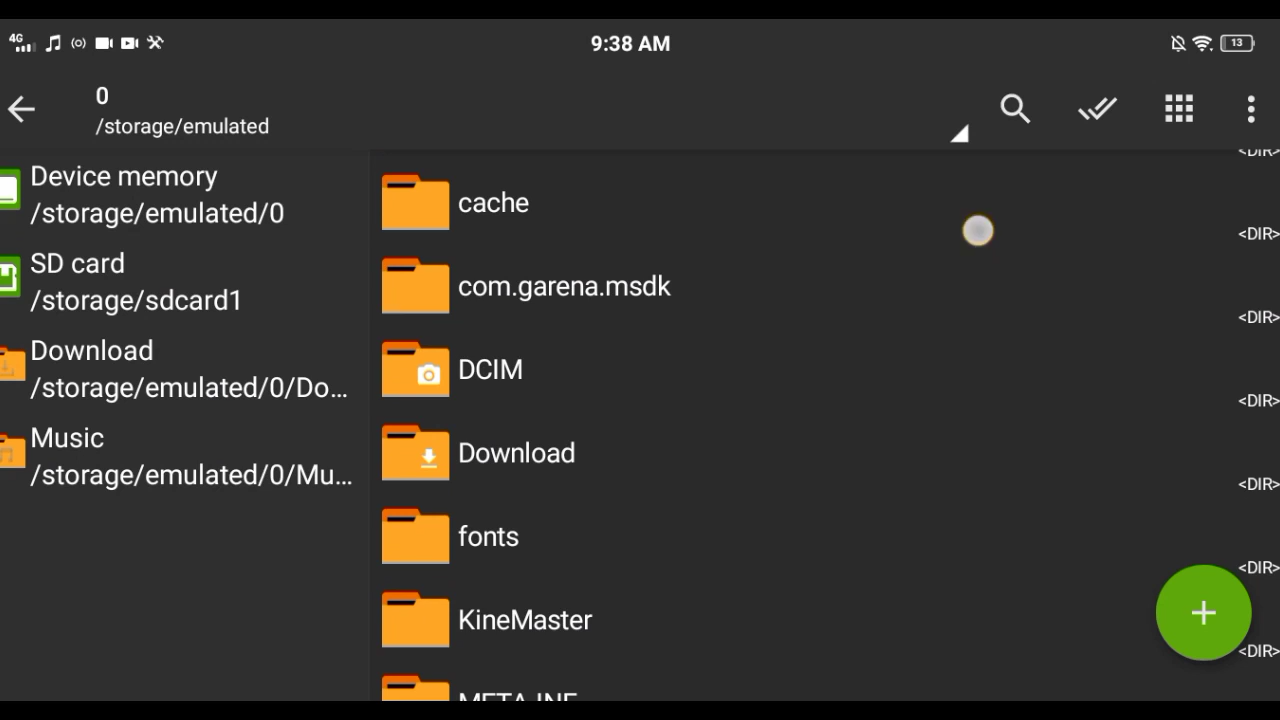 4G
9:38 AM
13
0
/storage/emulated
Device memory
/storage/emulated/0
SD card
/storage/sdcard1
Download
/storage/emulated/0/Do...
Music
/storage/emulated/0/Mu...
<DIR>
cache
<DIR>
com.garena.msdk
<DIR>
DCIM
<DIR>
Download
<DIR>
fonts
<DIR>
KineMaster
<DIR>
META-INF